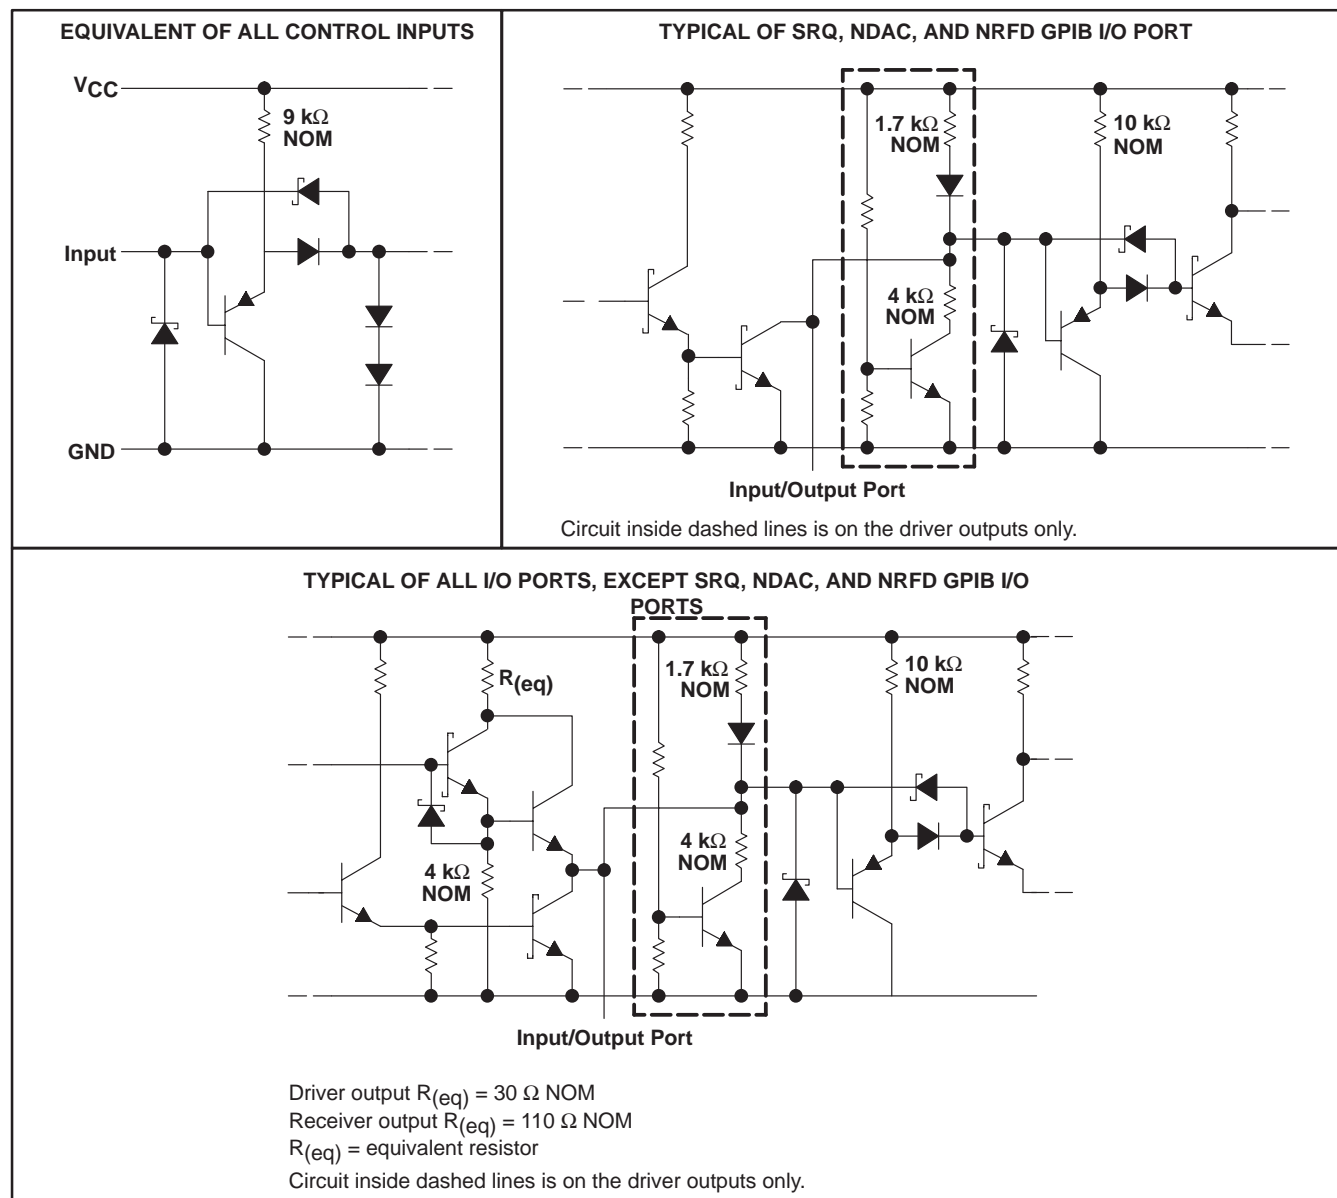 EQUIVALENT OF ALL CONTROL INPUTS
VCC
9 kΩ
NOM
Input
GND
TYPICAL OF SRQ, NDAC, AND NRFD GPIB I/O PORT
1.7 kΩ
NOM
10 kΩ
NOM
4 kΩ
NOM
Input/Output Port
Circuit inside dashed lines is on the driver outputs only.
TYPICAL OF ALL I/O PORTS, EXCEPT SRQ, NDAC, AND NRFD GPIB I/O
PORTS
R(eq)
1.7 kΩ
NOM
10 kΩ
NOM
4 kΩ
NOM
4 kΩ
NOM
Input/Output Port
Driver output R(eq) = 30 Ω NOM
Receiver output R(eq) = 110 Ω NOM
R(eq) = equivalent resistor
Circuit inside dashed lines is on the driver outputs only.